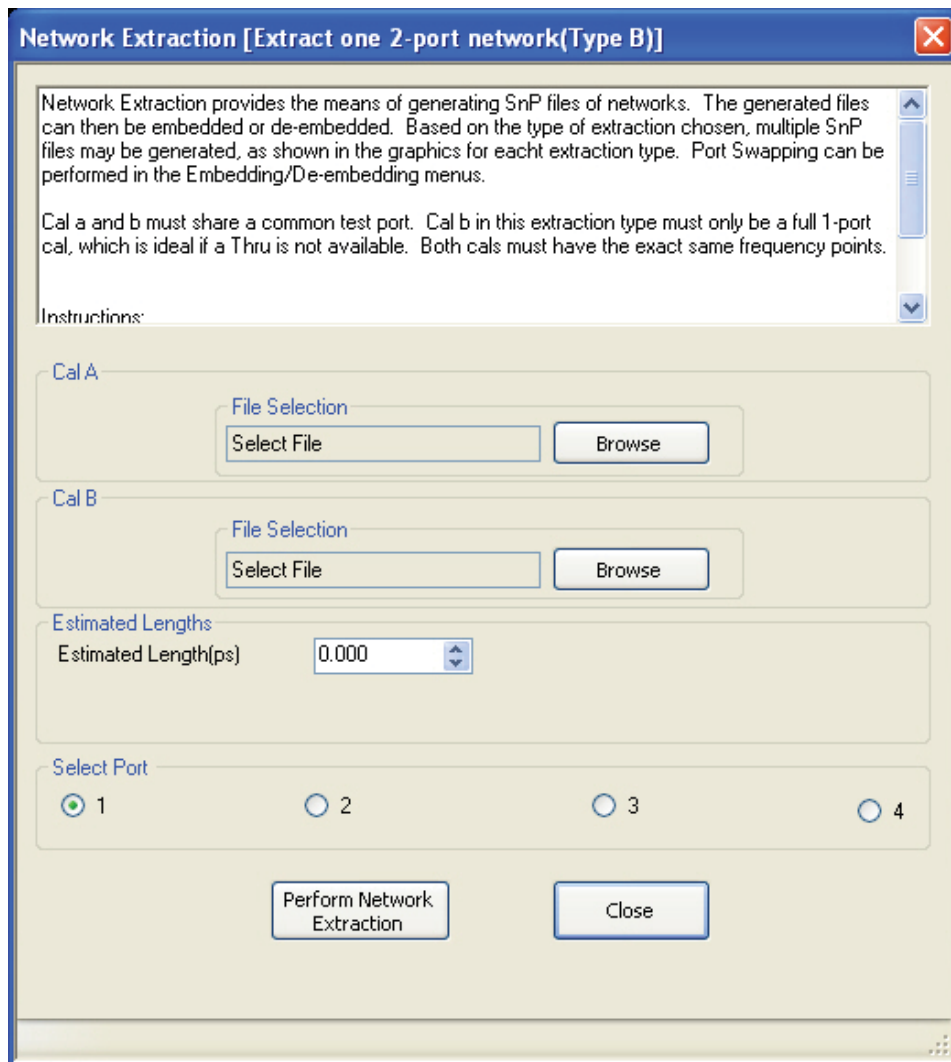 Network Extraction [Extract one 2-port network(Type B)]
Network Extraction provides the means of generating SnP files of networks.  The generated files
can then be embedded or de-embedded.  Based on the type of extraction chosen, multiple SnP
files may be generated, as shown in the graphics for eacht extraction type.  Port Swapping can be
performed in the Embedding/De-embedding menus.
Cal a and b must share a common test port.  Cal b in this extraction type must only be a full 1-port
cal, which is ideal if a Thru is not available.  Both cals must have the exact same frequency points.
Instructions:
Cal A
File Selection
Select File
Browse
Cal B
File Selection
Select File
Browse
Estimated Lengths
Estimated Length(ps)
0.000
Select Port
1
2
3
4
Perform Network
Extraction
Close